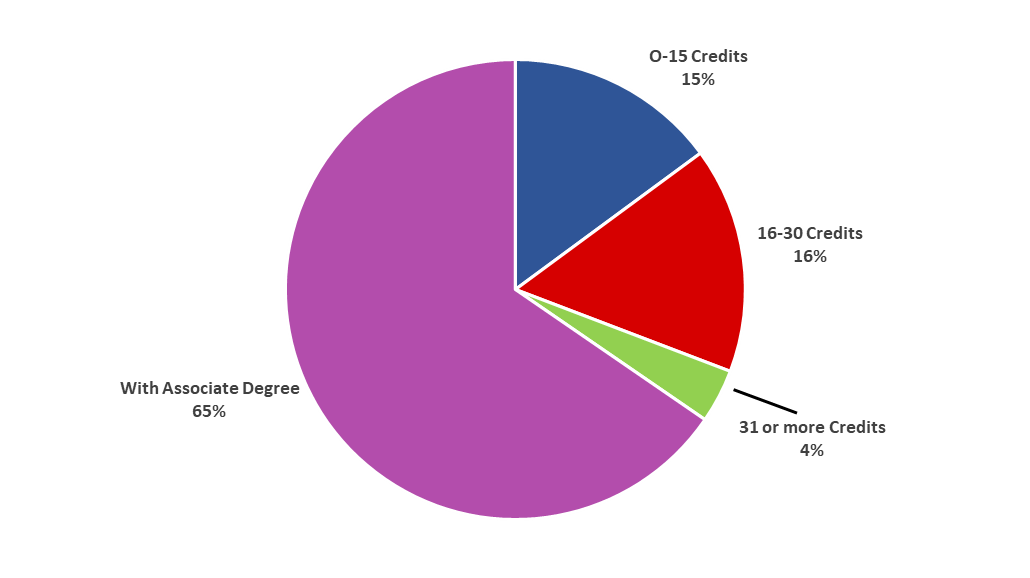 O-15 Credits
15%
16-30 Credits
16%
31 or more Credits
4%
With Associate Degree
65%